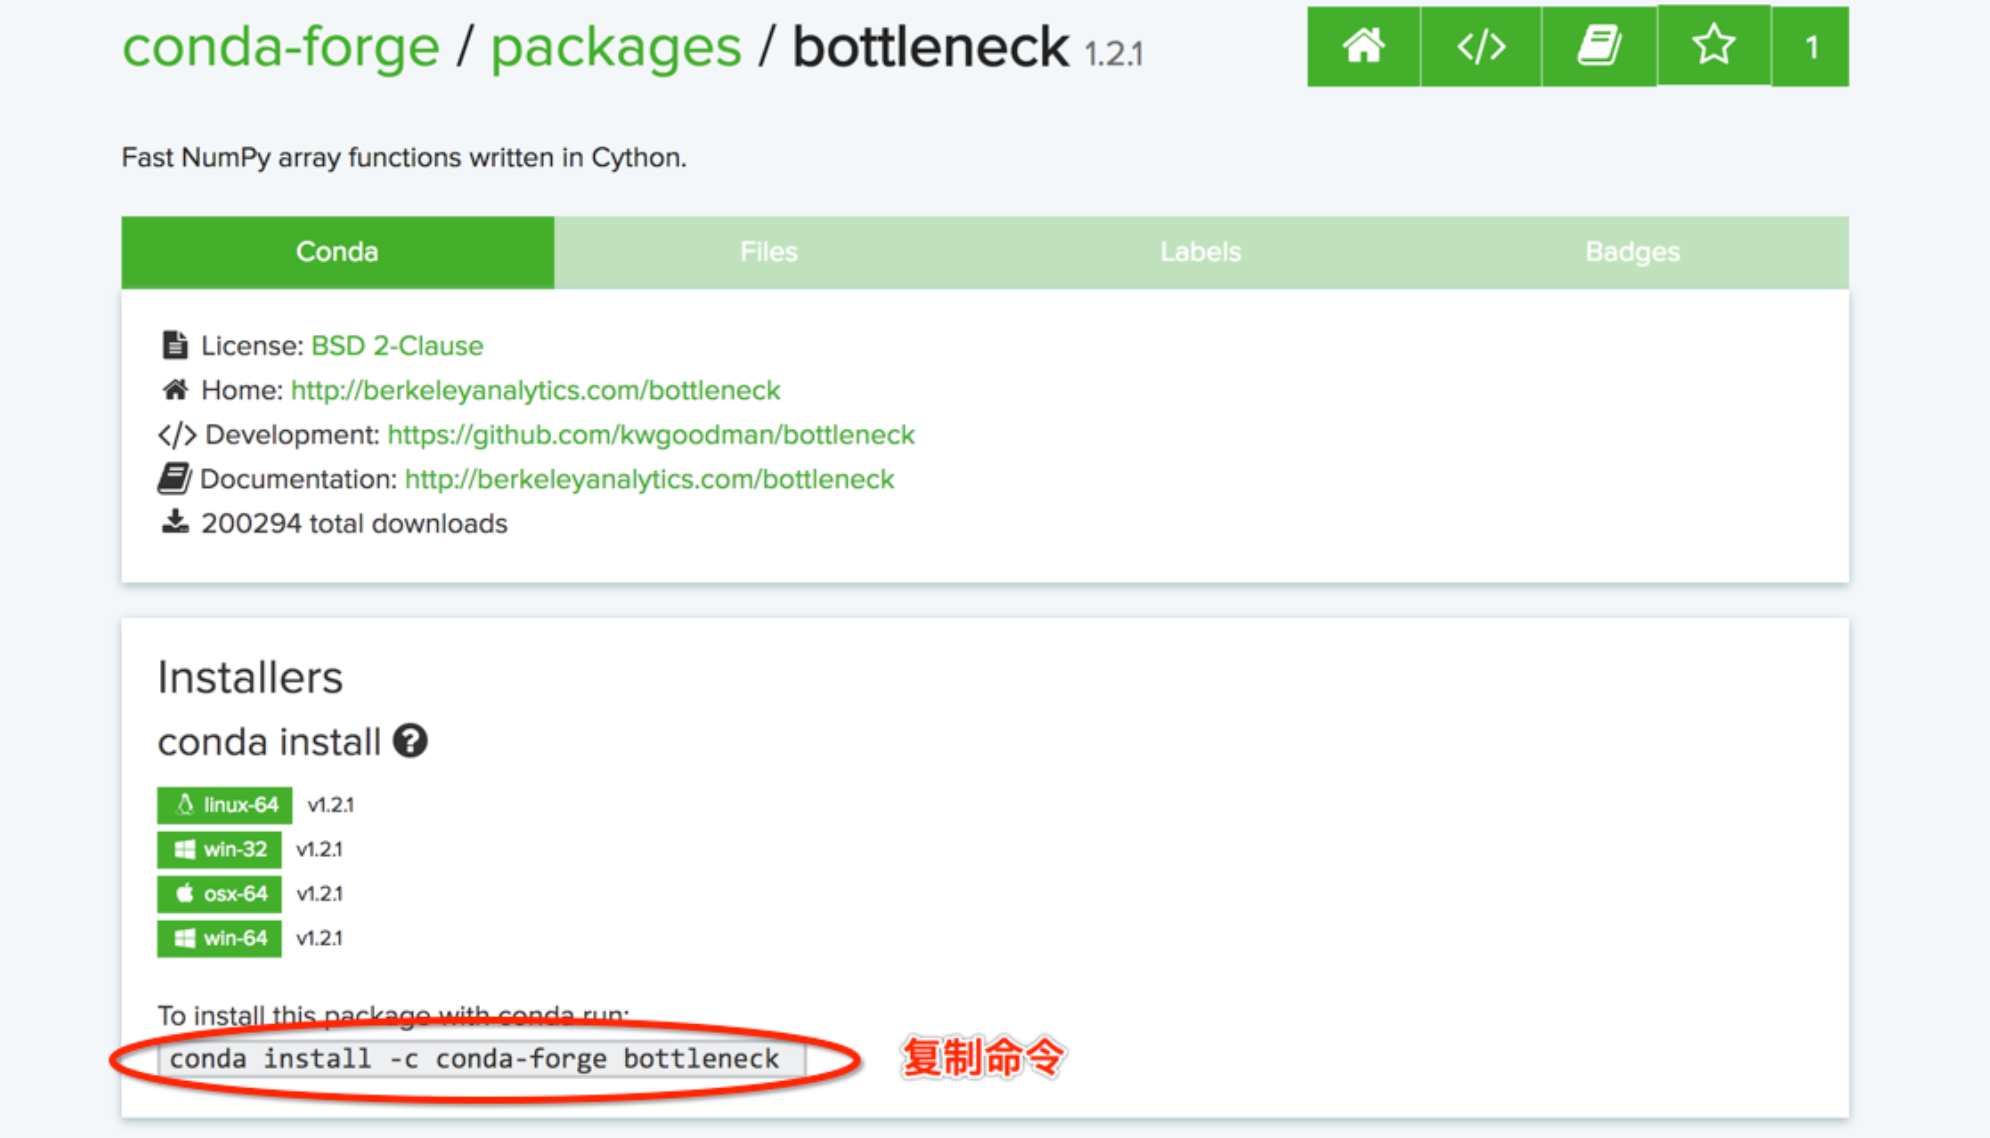 conda-forge / packages / bottleneck 1.2.1
1
Fast NumPy array functions written in Cython.
Conda
Files
Labels
Badges
License: BSD 2-Clause
Home: http://berkeleyanalytics.com/bottleneck
</> Development: https://github.com/kwgoodman/bottleneck
Documentation: http://berkeleyanalytics.com/bottleneck
200294 total downloads
Installers
conda install ?
linux-64 v1.2.1
win-32 v1.2.1
osx-64 v1.2.1
win-64 v1.2.1
To install this package with conda run:
conda install -c conda-forge bottleneck
复制命令